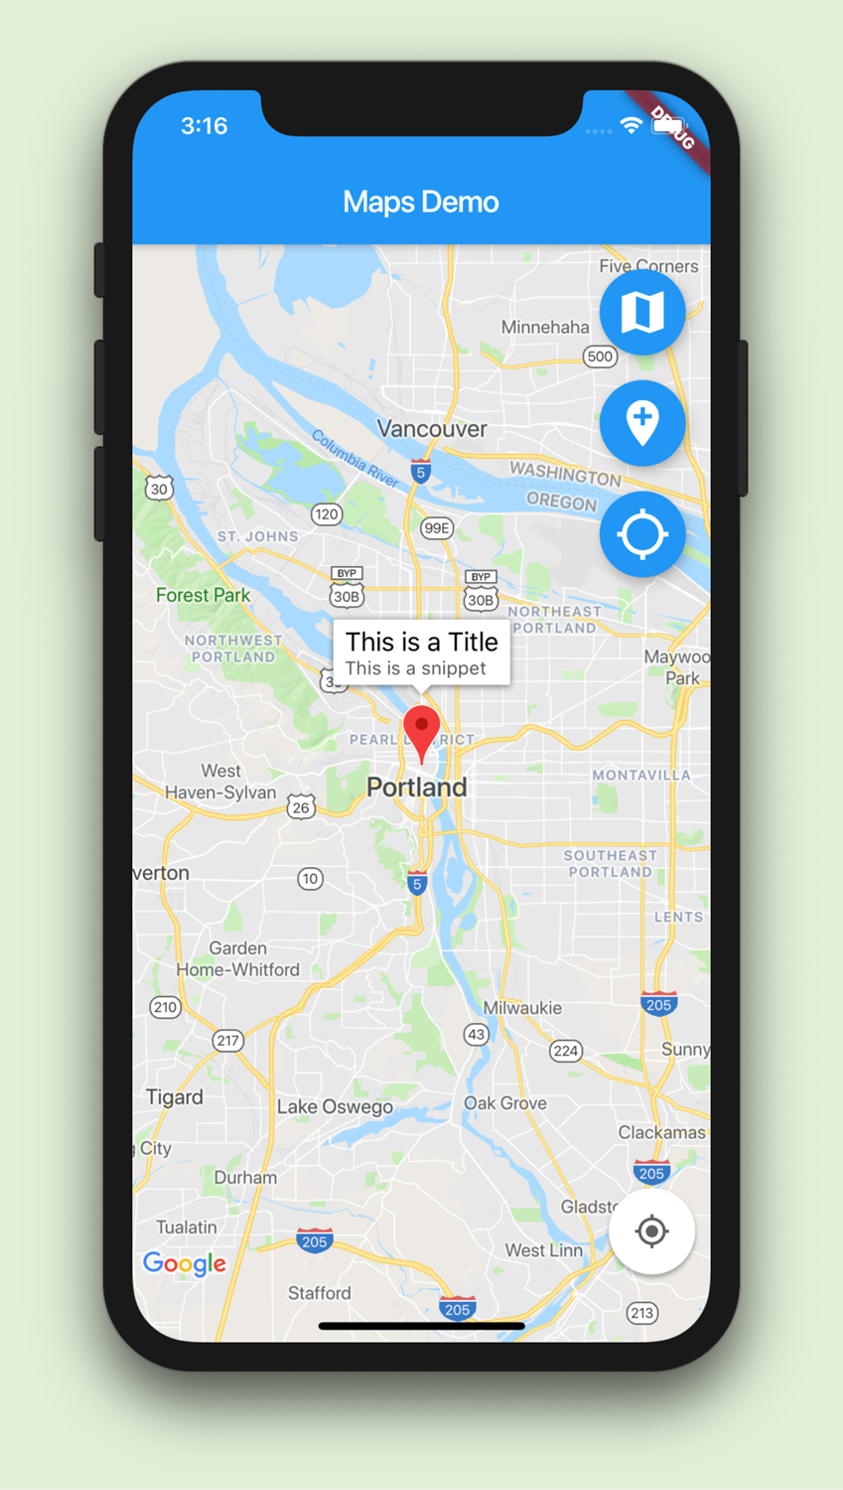 3:16
DEBUG
Maps Demo
Five Corners
Minnehaha
500
Vancouver
Columbia River
5
WASHINGTON
OREGON
30
120
99E
ST. JOHNS
BYP
30B
BYP
30B
Forest Park
NORTHEAST
PORTLAND
NORTHWEST
PORTLAND
This is a Title
This is a snippet
Maywoo
Park
PEARL DISTRICT
West
Haven-Sylvan
MONTAVILLA
Portland
26
SOUTHEAST
PORTLAND
verton
10
5
LENTS
Garden
Home-Whitford
210
Milwaukie
205
217
43
224
Sunny
Tigard
Lake Oswego
Oak Grove
Clackamas
g City
205
Durham
Gladsto
Tualatin
205
West Linn
Google
Stafford
205
213